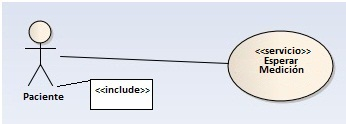 <<servicio>>
Esperar
Medición
Paciente
<<include>>